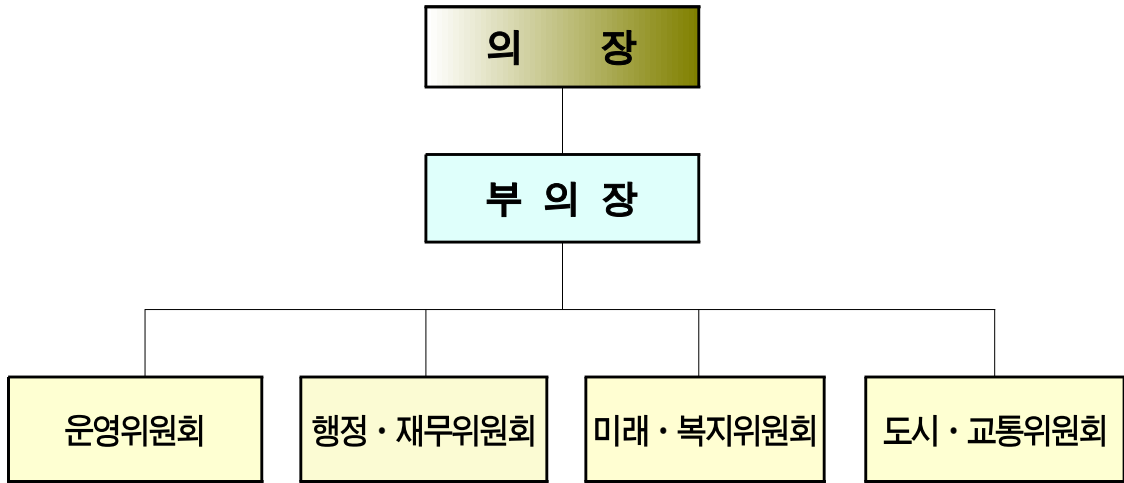 의 장
부 의 장
운영위원회
행정·재무위원회
미래·복지위원회
도시·교통위원회